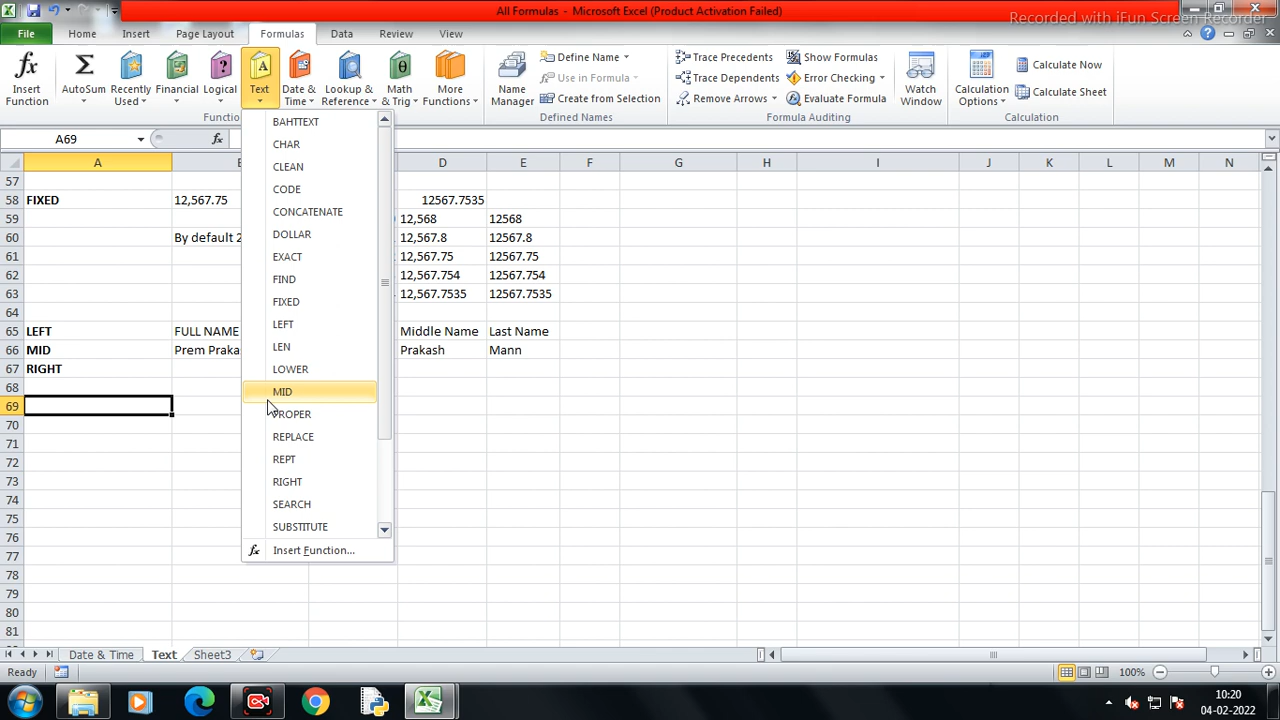 All Formulas - Microsoft Excel (Product Activation Failed)
Recorded with iFun Screen Recorder
File Home Insert Page Layout Formulas Data Review View
Insert Function
AutoSum
Recently Used
Financial
Logical
Text
Date & Time
Lookup & Reference
Math & Trig
More Functions
Name Manager
Define Name
Use in Formula
Create from Selection
Defined Names
Trace Precedents
Trace Dependents
Remove Arrows
Show Formulas
Error Checking
Evaluate Formula
Formula Auditing
Watch Window
Calculation Options
Calculate Now
Calculate Sheet
Calculation
A69 fx
A D E F G H I J K L M N
57
58 FIXED 12,567.75 12567.7535
59 12,568 12568
60 By default 2 12,567.8 12567.8
61 12,567.75 12567.75
62 12,567.754 12567.754
63 12,567.7535 12567.7535
64
65 LEFT FULL NAME Middle Name Last Name
66 MID Prem Praka Prakash Mann
67 RIGHT
68
69
70
71
72
73
74
75
76
77
78
79
80
81
BAHTTEXT
CHAR
CLEAN
CODE
CONCATENATE
DOLLAR
EXACT
FIND
FIXED
LEFT
LEN
LOWER
MID
PROPER
REPLACE
REPT
RIGHT
SEARCH
SUBSTITUTE
fx Insert Function...
Date & Time Text Sheet3
Ready 100%
10:20
04-02-2022